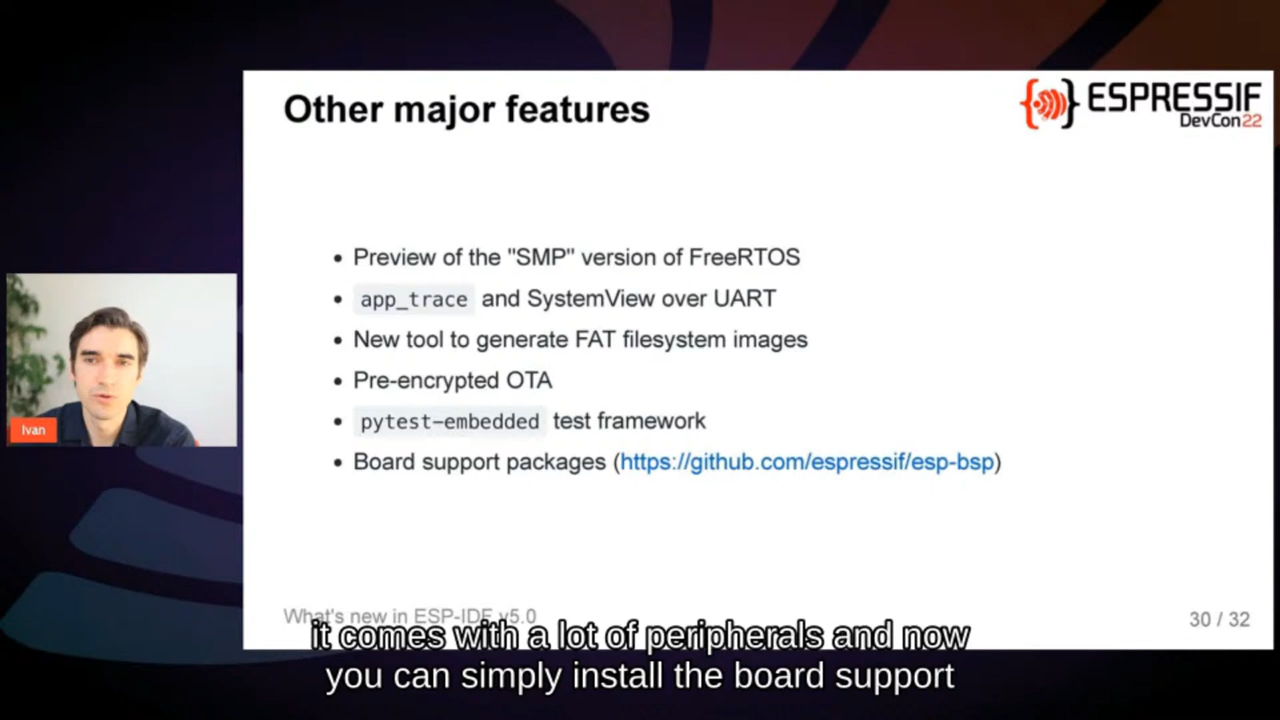 Other major features
ESPRESSIF
DevCon22
• Preview of the "SMP" version of FreeRTOS
• app_trace and SystemView over UART
• New tool to generate FAT filesystem images
• Pre-encrypted OTA
• pytest-embedded test framework
• Board support packages (https://github.com/espressif/esp-bsp)
Ivan
What's new in ESP-IDF v5.0
30 / 32
it comes with a lot of peripherals and now
you can simply install the board support